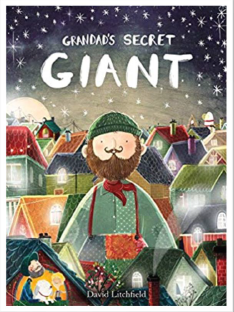 GRANDAD'S SECRET
GIANT
David Litchfield